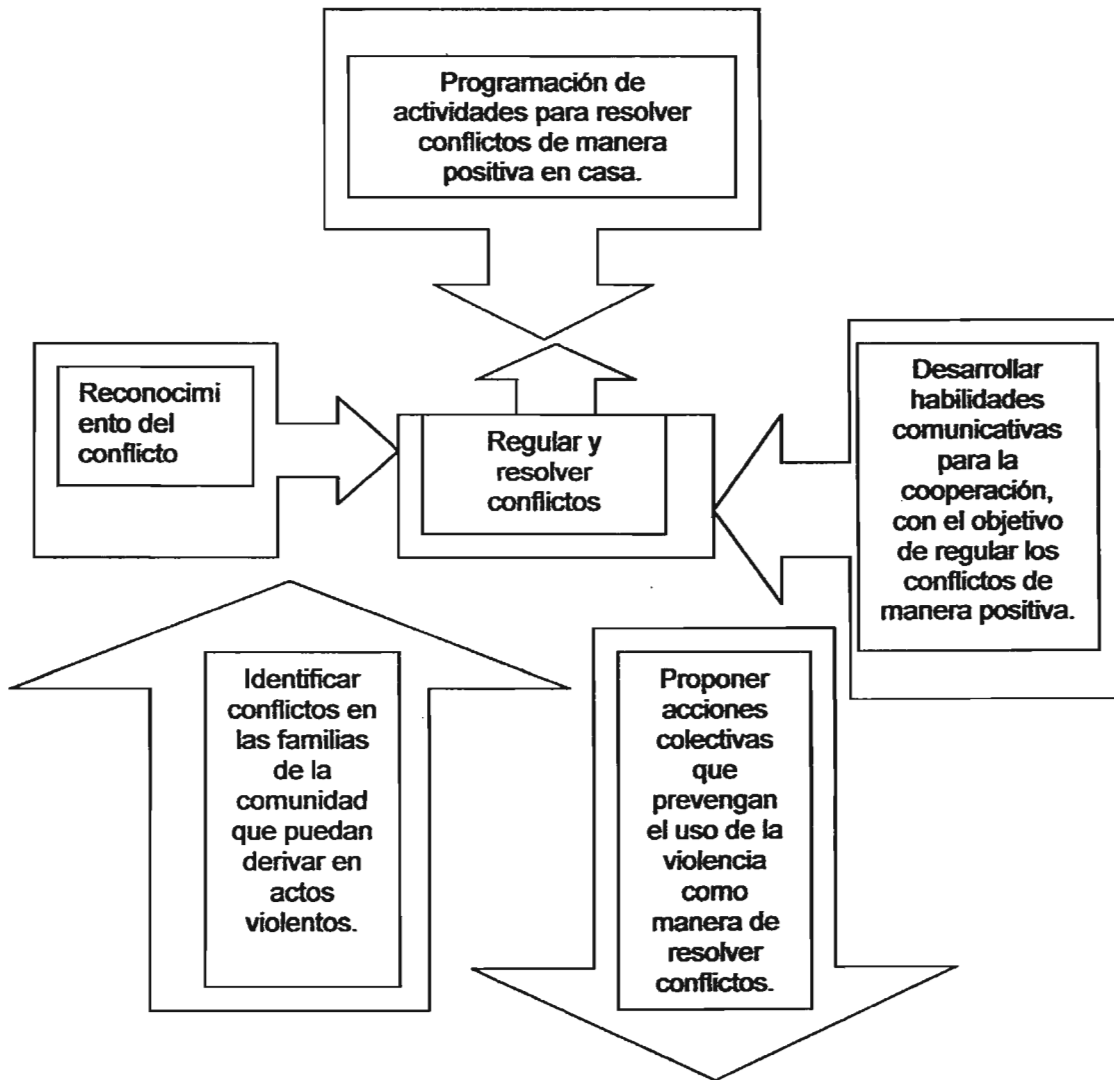 Programación de
actividades para resolver
conflictos de manera
positiva en casa.
Reconocimi
ento del
conflicto
Regular y
resolver
conflictos
Desarrollar
habilidades
comunicativas
para la
cooperación,
con el objetivo
de regular los
conflictos de
manera positiva.
Identificar
conflictos en
las familias
de la
comunidad
que puedan
derivar en
actos
violentos.
Proponer
acciones
colectivas
que
prevengan
el uso de la
violencia
como
manera de
resolver
conflictos.